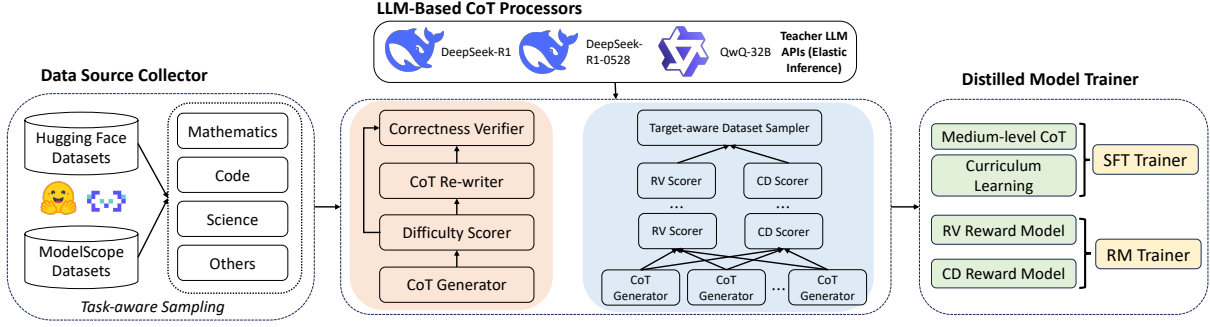 LLM-Based CoT Processors
DeepSeek-R1
DeepSeek-
R1-0528
QwQ-32B
Teacher LLM
APIs (Elastic
Inference)
Data Source Collector
Hugging Face
Datasets
ModelScope
Datasets
Mathematics
Code
Science
Others
Task-aware Sampling
Correctness Verifier
CoT Re-writer
Difficulty Scorer
CoT Generator
Target-aware Dataset Sampler
RV Scorer
CD Scorer
...
...
RV Scorer
CD Scorer
CoT
Generator
CoT
Generator
...
CoT
Generator
Distilled Model Trainer
Medium-level CoT
Curriculum
Learning
SFT Trainer
RV Reward Model
CD Reward Model
RM Trainer